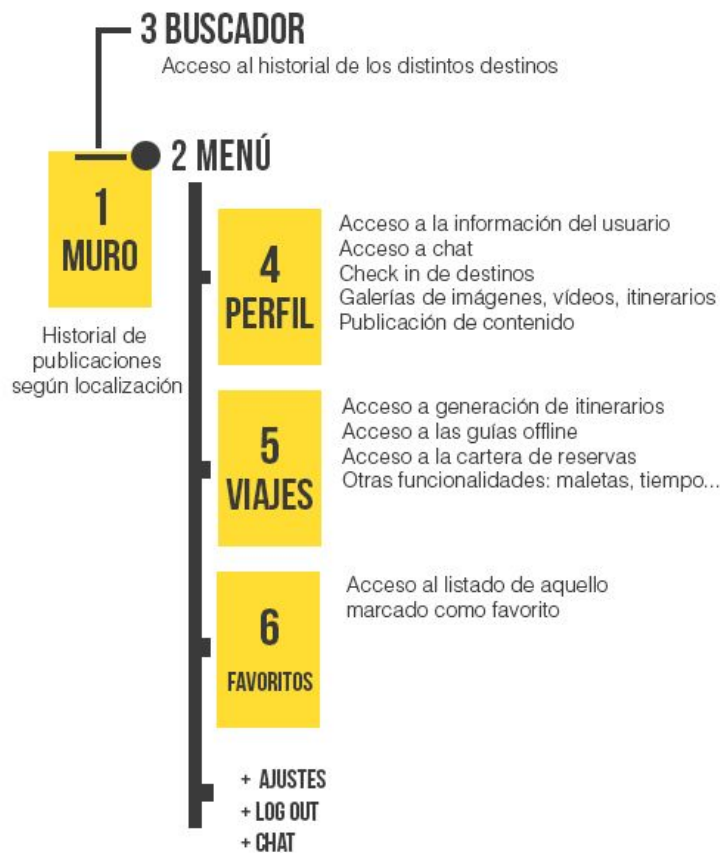 3 BUSCADOR
Acceso al historial de los distintos destinos
2 MENÚ
1
MURO
Historial de
publicaciones
según localización
4
PERFIL
Acceso a la información del usuario
Acceso a chat
Check in de destinos
Galerías de imágenes, vídeos, itinerarios
Publicación de contenido
5
VIAJES
Acceso a generación de itinerarios
Acceso a las guías offline
Acceso a la cartera de reservas
Otras funcionalidades: maletas, tiempo...
6
FAVORITOS
Acceso al listado de aquello
marcado como favorito
+ AJUSTES
+ LOG OUT
+ CHAT